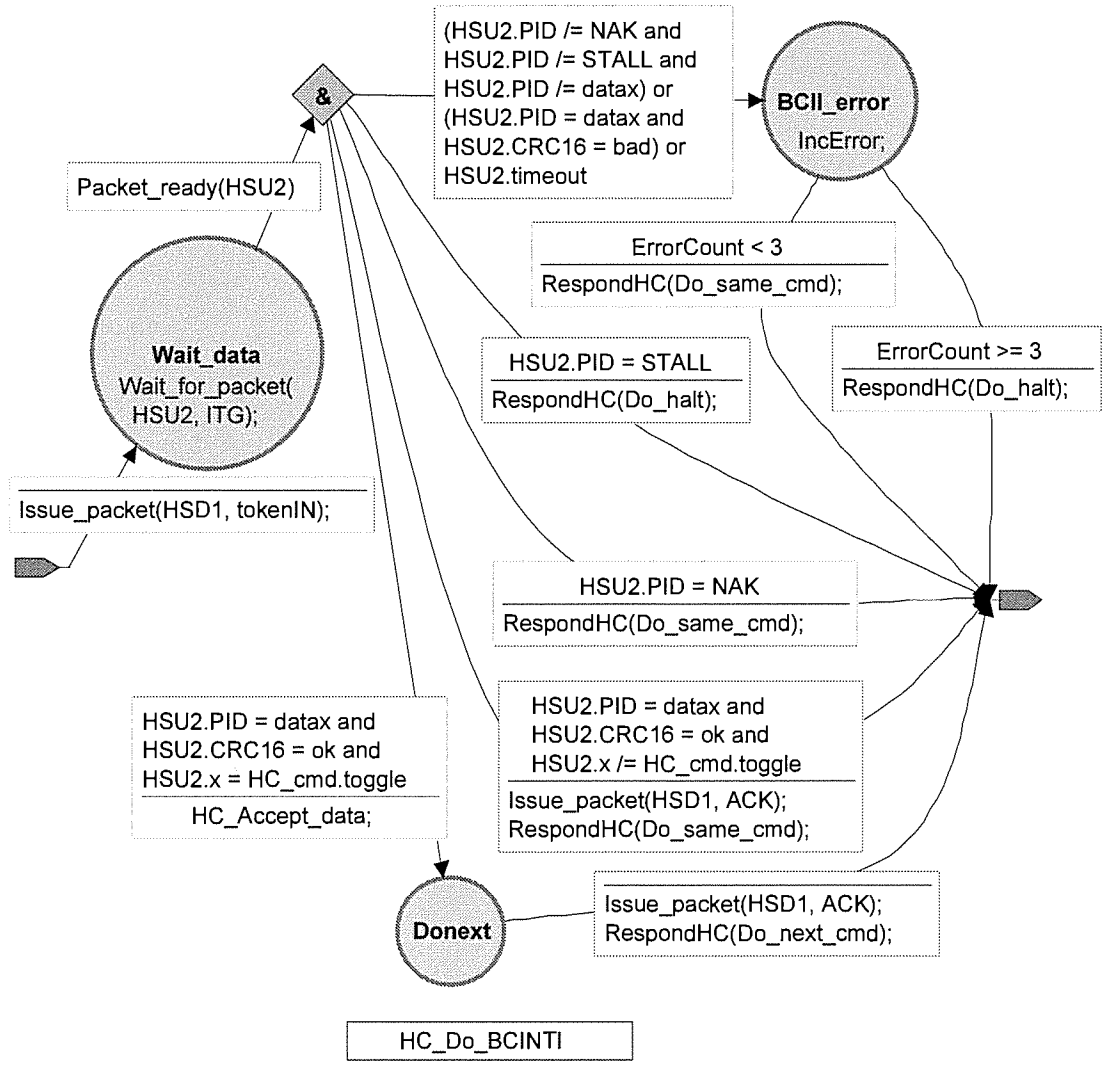 (HSU2.PID /= NAK and
HSU2.PID /= STALL and
HSU2.PID /= datax) or
(HSU2.PID = datax and
HSU2.CRC16 = bad) or
HSU2.timeout
&
BCII_error
IncError;
Packet_ready(HSU2)
ErrorCount < 3
RespondHC(Do_same_cmd);
Wait_data
Wait_for_packet(
HSU2, ITG);
HSU2.PID = STALL
RespondHC(Do_halt);
ErrorCount >= 3
RespondHC(Do_halt);
Issue_packet(HSD1, tokenIN);
HSU2.PID = NAK
RespondHC(Do_same_cmd);
HSU2.PID = datax and
HSU2.CRC16 = ok and
HSU2.x = HC_cmd.toggle
HC_Accept_data;
HSU2.PID = datax and
HSU2.CRC16 = ok and
HSU2.x /= HC_cmd.toggle
Issue_packet(HSD1, ACK);
RespondHC(Do_same_cmd);
Donext
Issue_packet(HSD1, ACK);
RespondHC(Do_next_cmd);
HC_Do_BCINTI